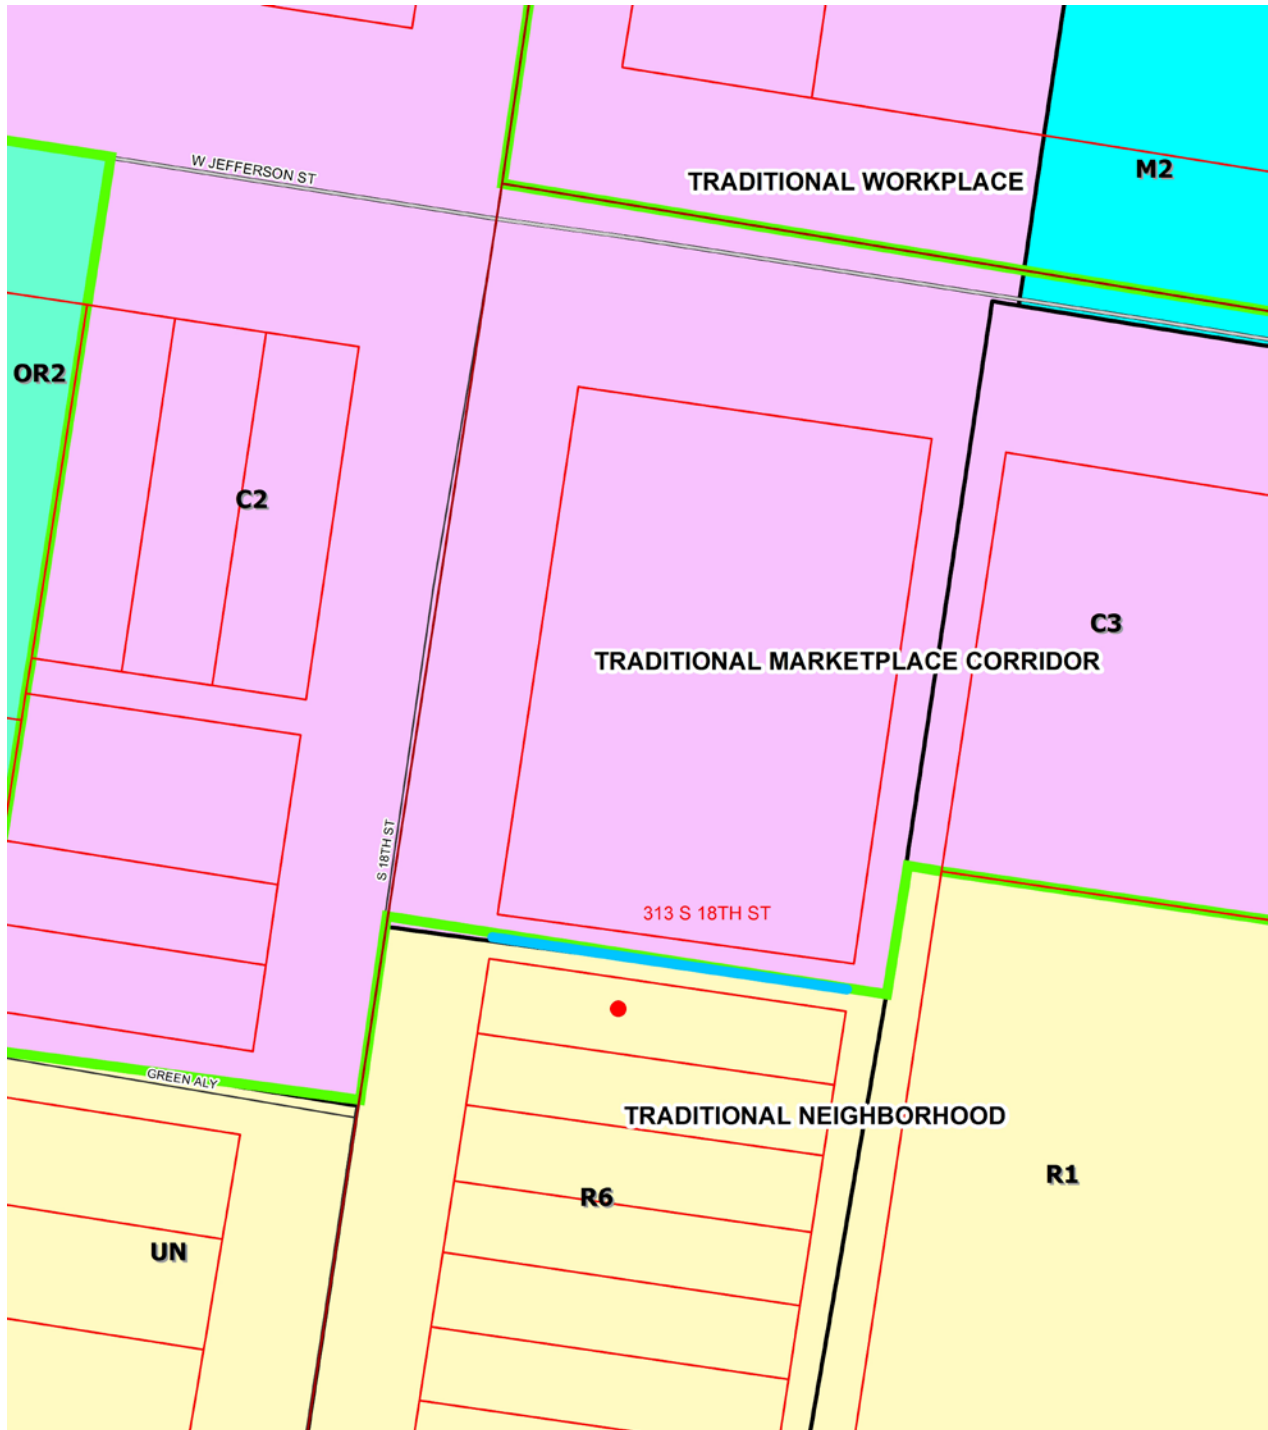 W JEFFERSON ST
TRADITIONAL WORKPLACE
M2
OR2
C2
C3
TRADITIONAL MARKETPLACE CORRIDOR
S 18TH ST
313 S 18TH ST
GREEN ALY
TRADITIONAL NEIGHBORHOOD
R1
R6
UN